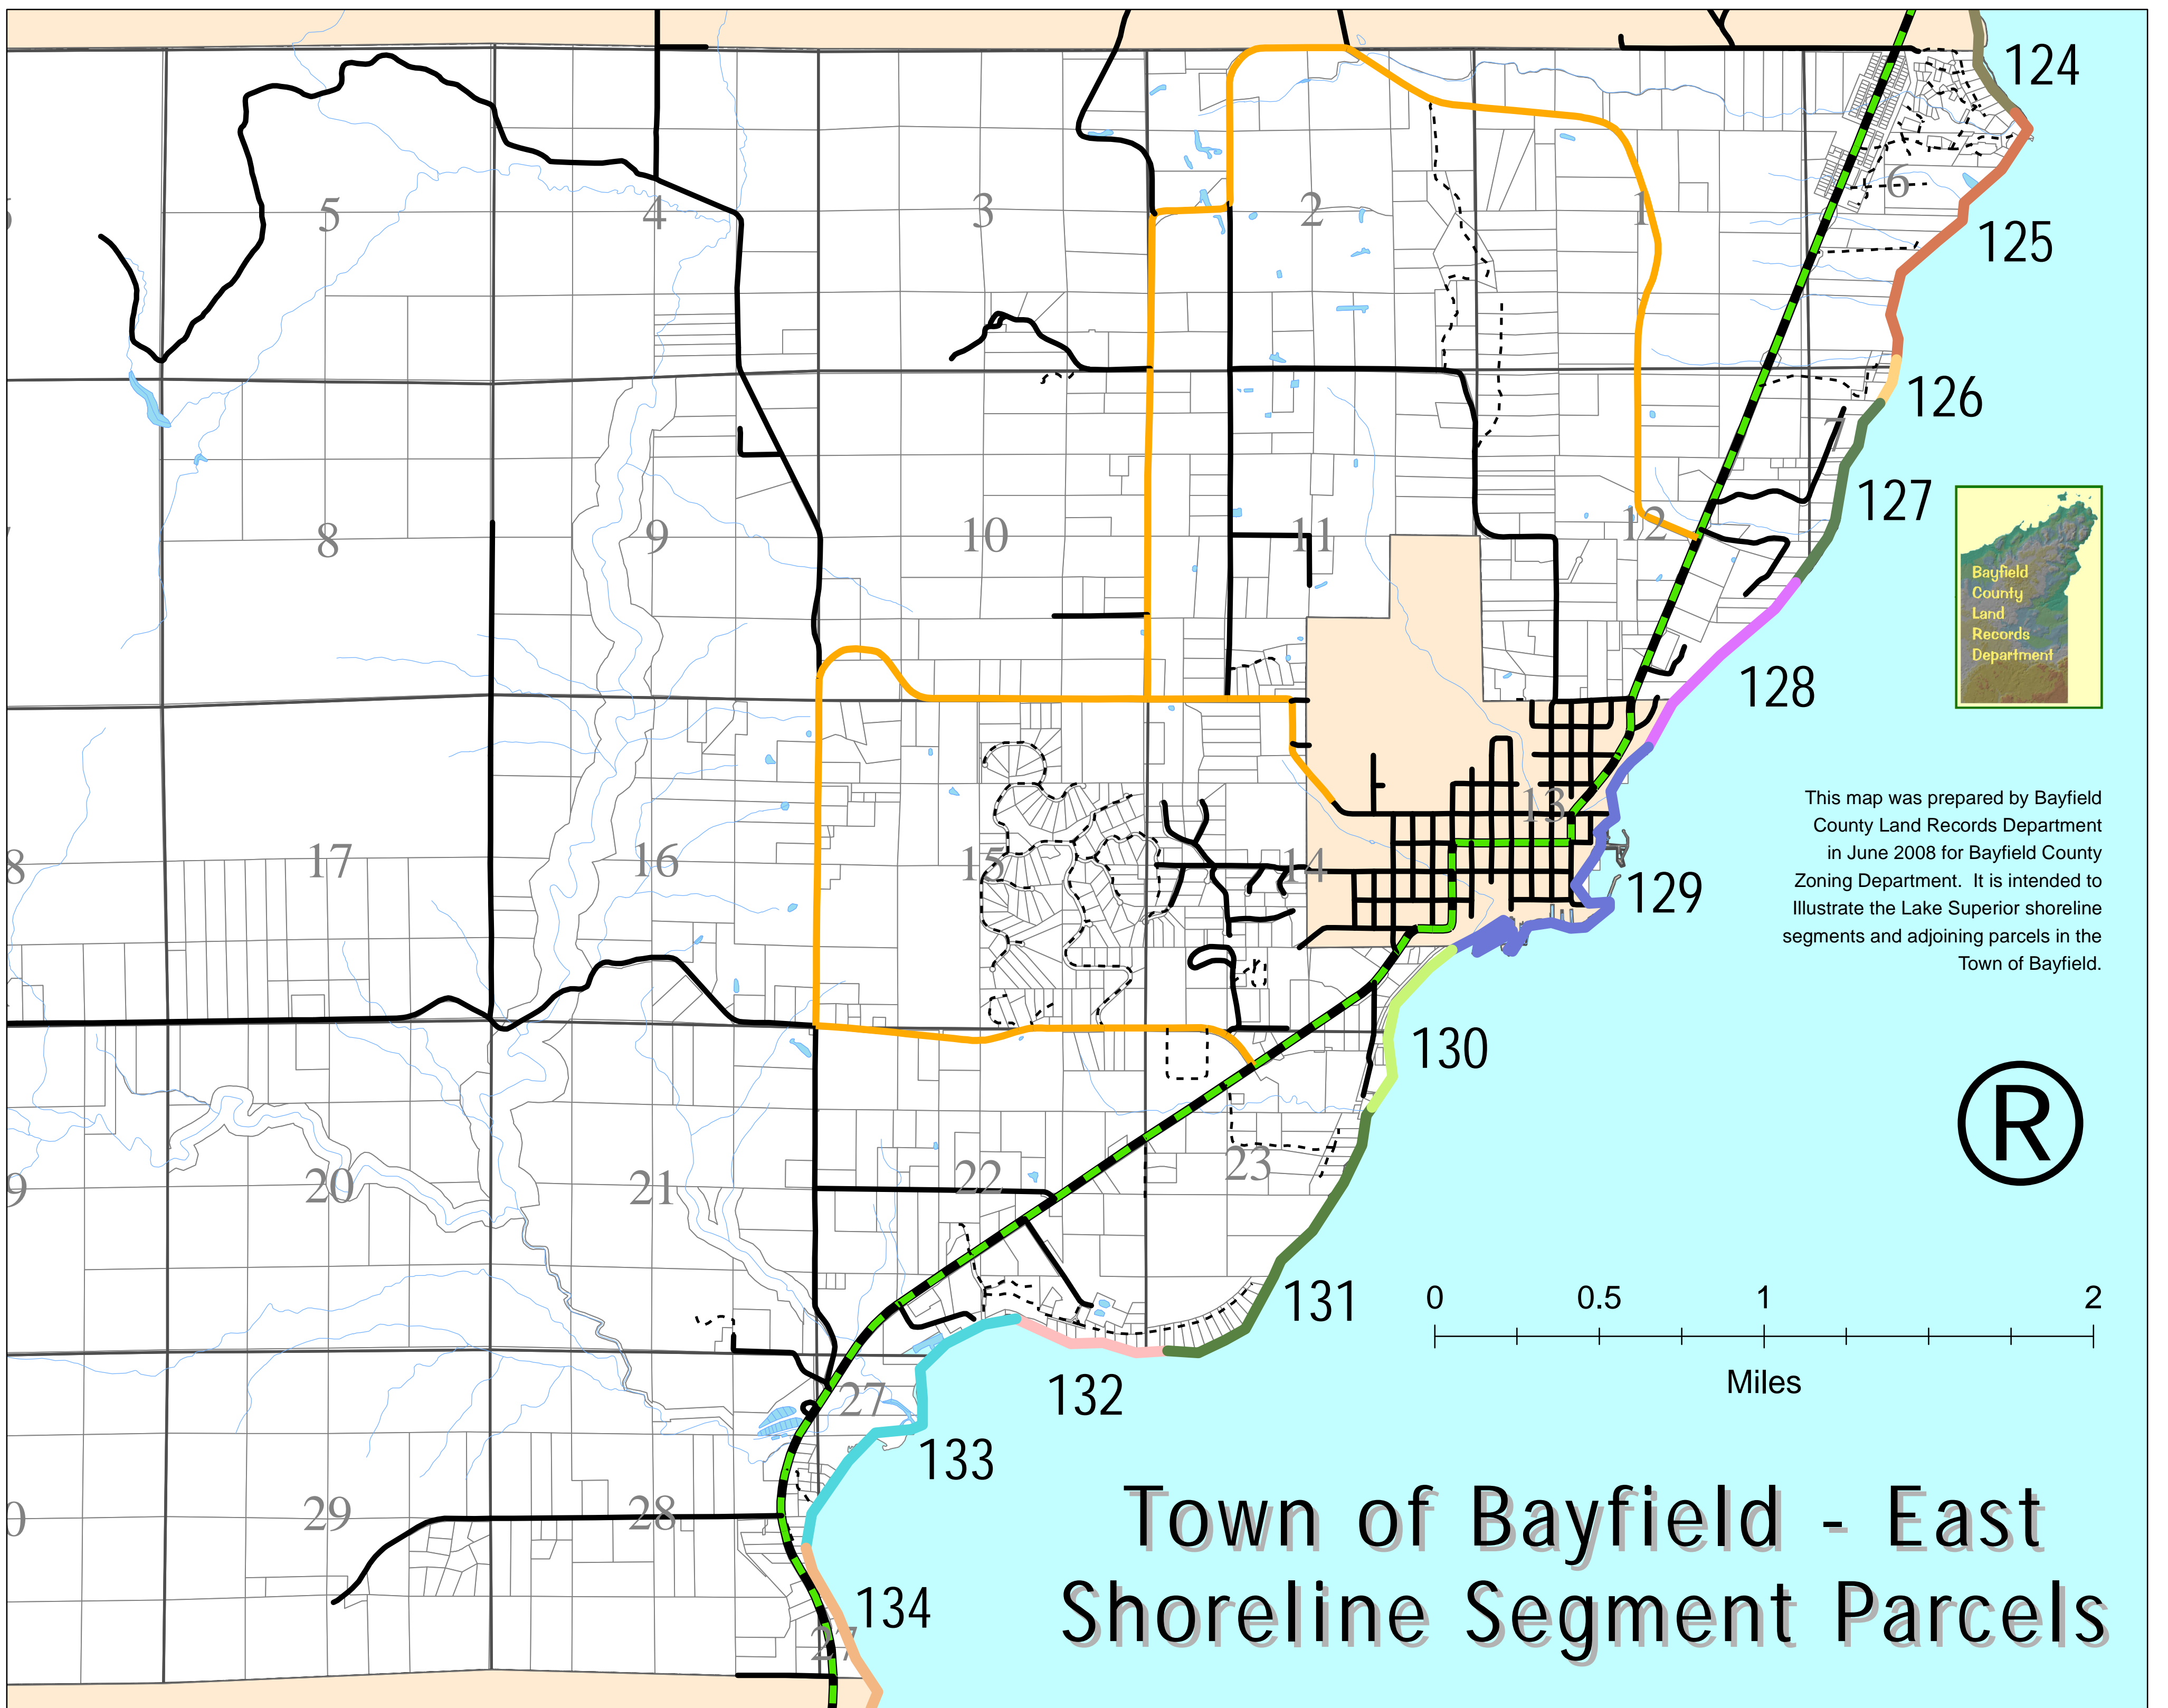 124
6
5
4
3
2
1
125
126
7
127
Bayfield
County
Land
Records
Department
8
9
10
11
12
128
This map was prepared by Bayfield
County Land Records Department
in June 2008 for Bayfield County
Zoning Department. It is intended to
Illustrate the Lake Superior shoreline
segments and adjoining parcels in the
Town of Bayfield.
13
8
17
16
15
14
129
130
®
9
20
21
22
23
131
0 0.5 1 2
Miles
132
27
133
0
29
28
134
27
Town of Bayfield - East
Shoreline Segment Parcels